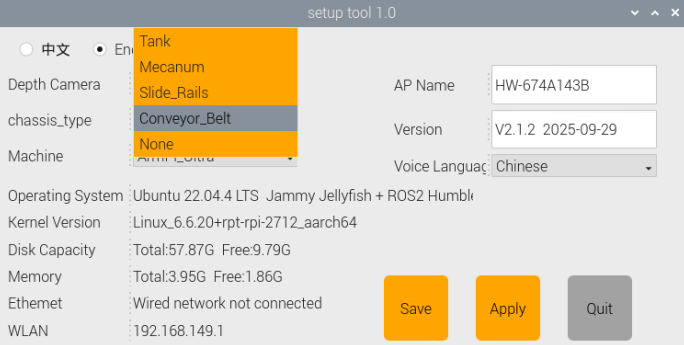 setup tool 1.0
中文
Tank
Mecanum
Slide_Rails
Conveyor_Belt
None
Depth Camera
chassis_type
Machine
AP Name HW-674A143B
Version V2.1.2 2025-09-29
Voice Languag Chinese
Operating System Ubuntu 22.04.4 LTS Jammy Jellyfish + ROS2 Humble
Kernel Version Linux_6.6.20+rpt-rpi-2712_aarch64
Disk Capacity Total:57.87G Free:9.79G
Memory Total:3.95G Free:1.86G
Ethemet Wired network not connected
WLAN 192.168.149.1
Save Apply Quit